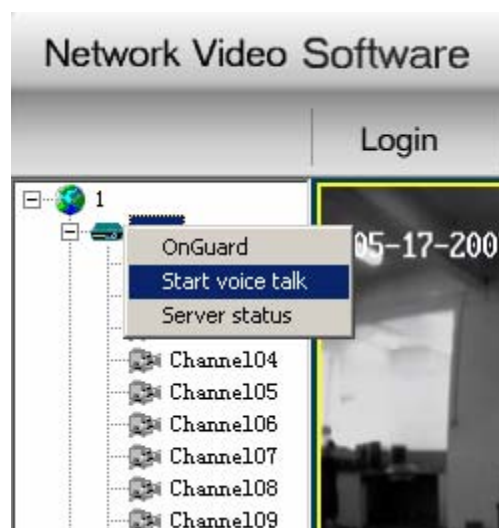 Network Video Software
Login
1
OnGuard
Start voice talk
Server status
05-17-200
Channel04
Channel05
Channel06
Channel07
Channel08
Channel09